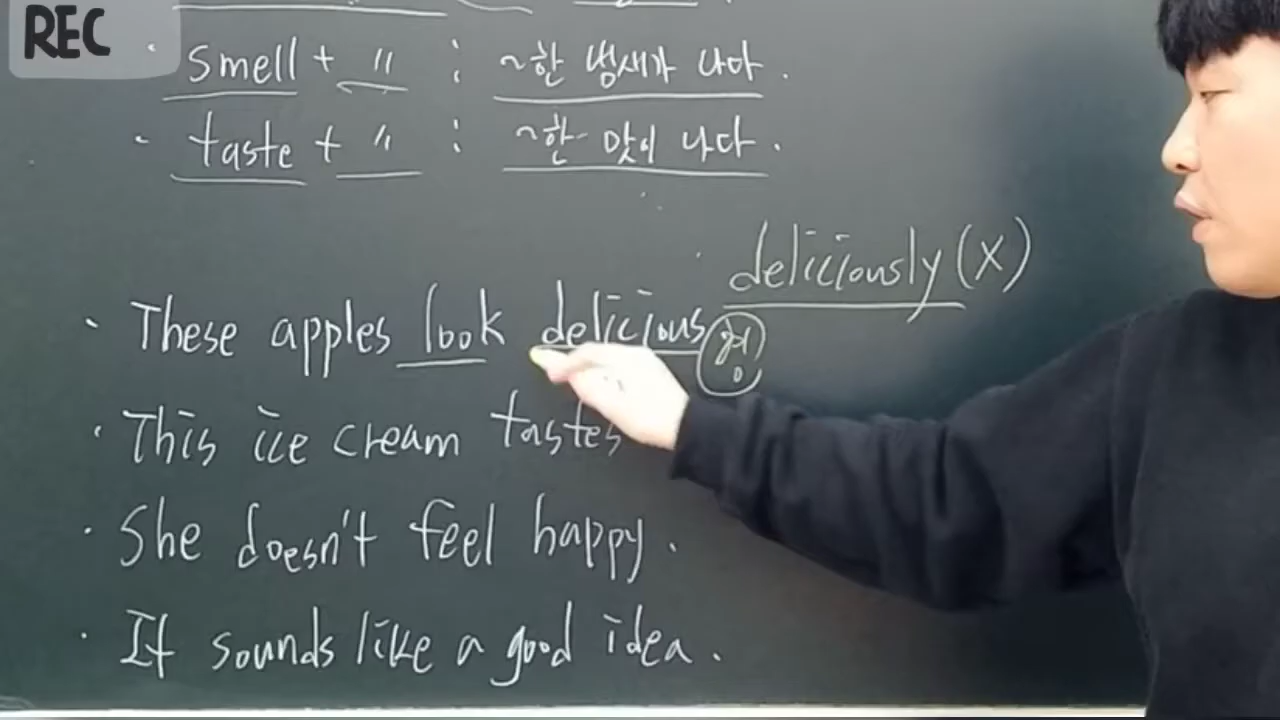 REC
· smell + " : ~한 냄새가 나다.
· taste + " : ~한 맛이 나다.
deliciously (X)
· These apples look delicious 형
· This ice cream tastes
· She doesn't feel happy.
· It sounds like a good idea.